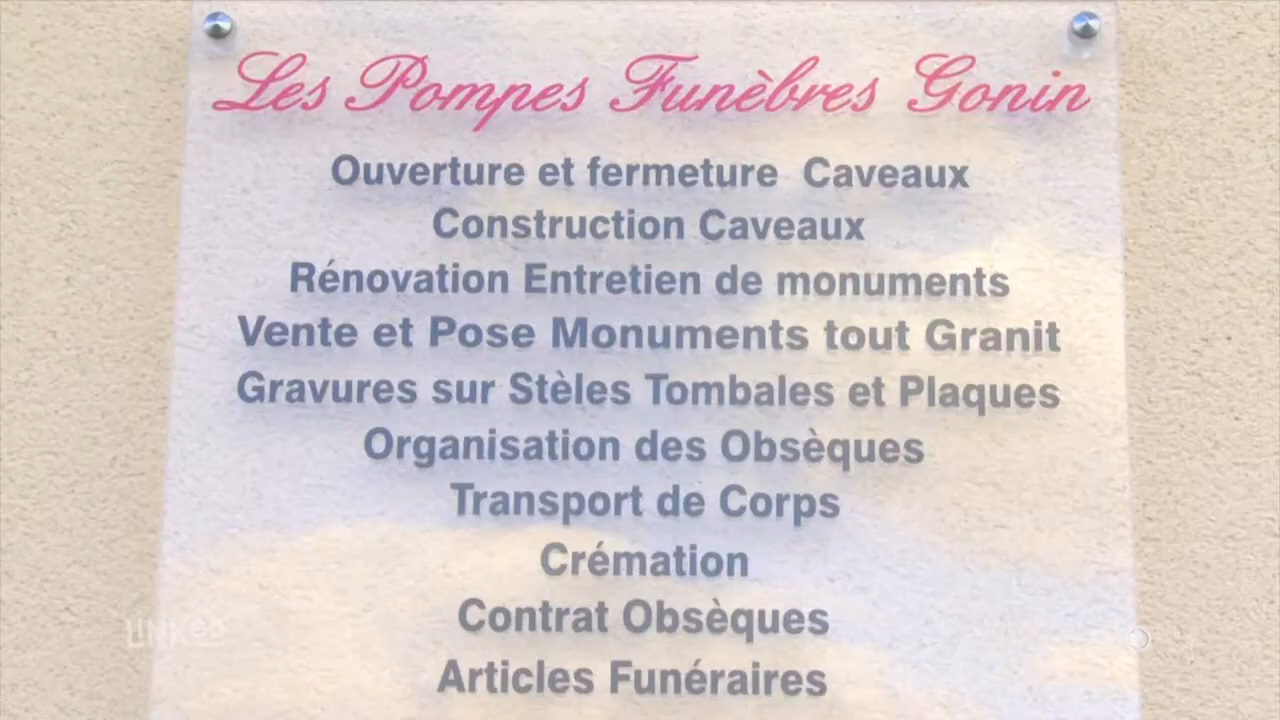 Les Pompes Funèbres Gonin
Ouverture et fermeture Caveaux
Construction Caveaux
Rénovation Entretien de monuments
Vente et Pose Monuments tout Granit
Gravures sur Stèles Tombales et Plaques
Organisation des Obsèques
Transport de Corps
Crémation
Contrat Obsèques
Articles Funéraires
LINKeo